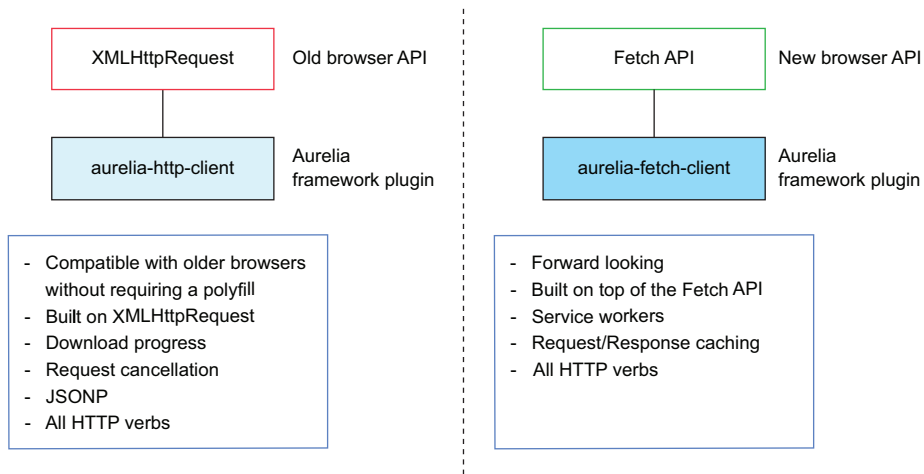 XMLHttpRequest
Old browser API
aurelia-http-client
Aurelia
framework plugin
- Compatible with older browsers
without requiring a polyfill
- Built on XMLHttpRequest
- Download progress
- Request cancellation
- JSONP
- All HTTP verbs
Fetch API
New browser API
aurelia-fetch-client
Aurelia
framework plugin
- Forward looking
- Built on top of the Fetch API
- Service workers
- Request/Response caching
- All HTTP verbs